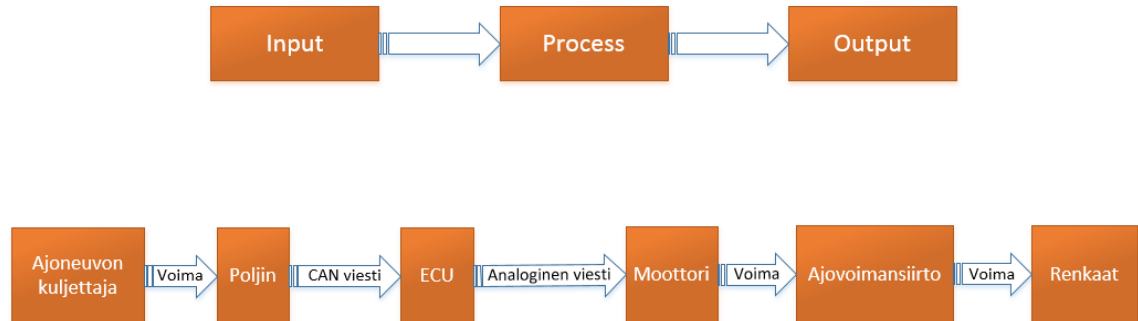 Input
Process
Output
Ajoneuvon
kuljettaja
Voima
Poljin
CAN viesti
ECU
Analoginen viesti
Moottori
Voima
Ajovoimansiirto
Voima
Renkaat